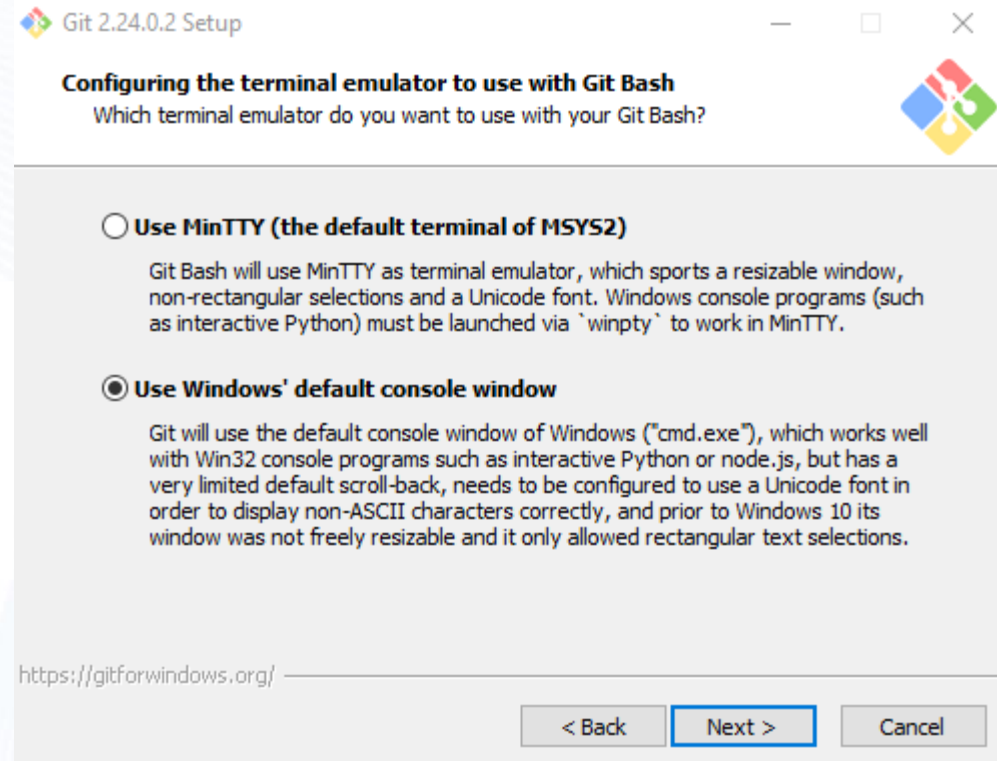 Git 2.24.0.2 Setup
Configuring the terminal emulator to use with Git Bash
Which terminal emulator do you want to use with your Git Bash?
Use MinTTY (the default terminal of MSYS2)
Git Bash will use MinTTY as terminal emulator, which sports a resizable window,
non-rectangular selections and a Unicode font. Windows console programs (such
as interactive Python) must be launched via `winpty` to work in MinTTY.
Use Windows' default console window
Git will use the default console window of Windows ("cmd.exe"), which works well
with Win32 console programs such as interactive Python or node.js, but has a
very limited default scroll-back, needs to be configured to use a Unicode font in
order to display non-ASCII characters correctly, and prior to Windows 10 its
window was not freely resizable and it only allowed rectangular text selections.
https://gitforwindows.org/
< Back Next > Cancel